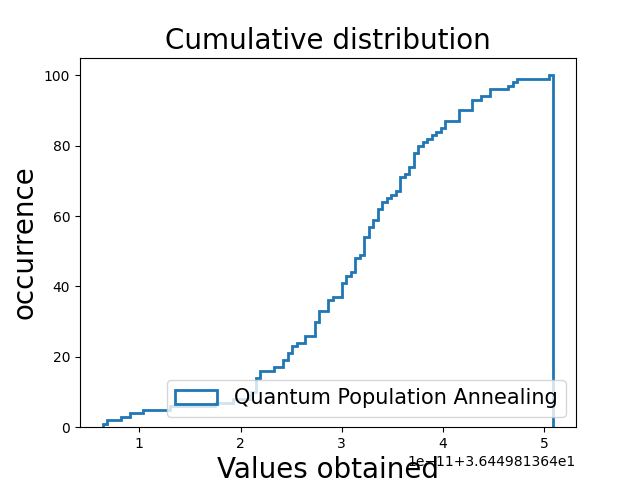 Cumulative distribution
100
80
60
40
20
0
occurrence
Quantum Population Annealing
1 2 3 4 5
1e−11+3.644981364e1
Values obtained